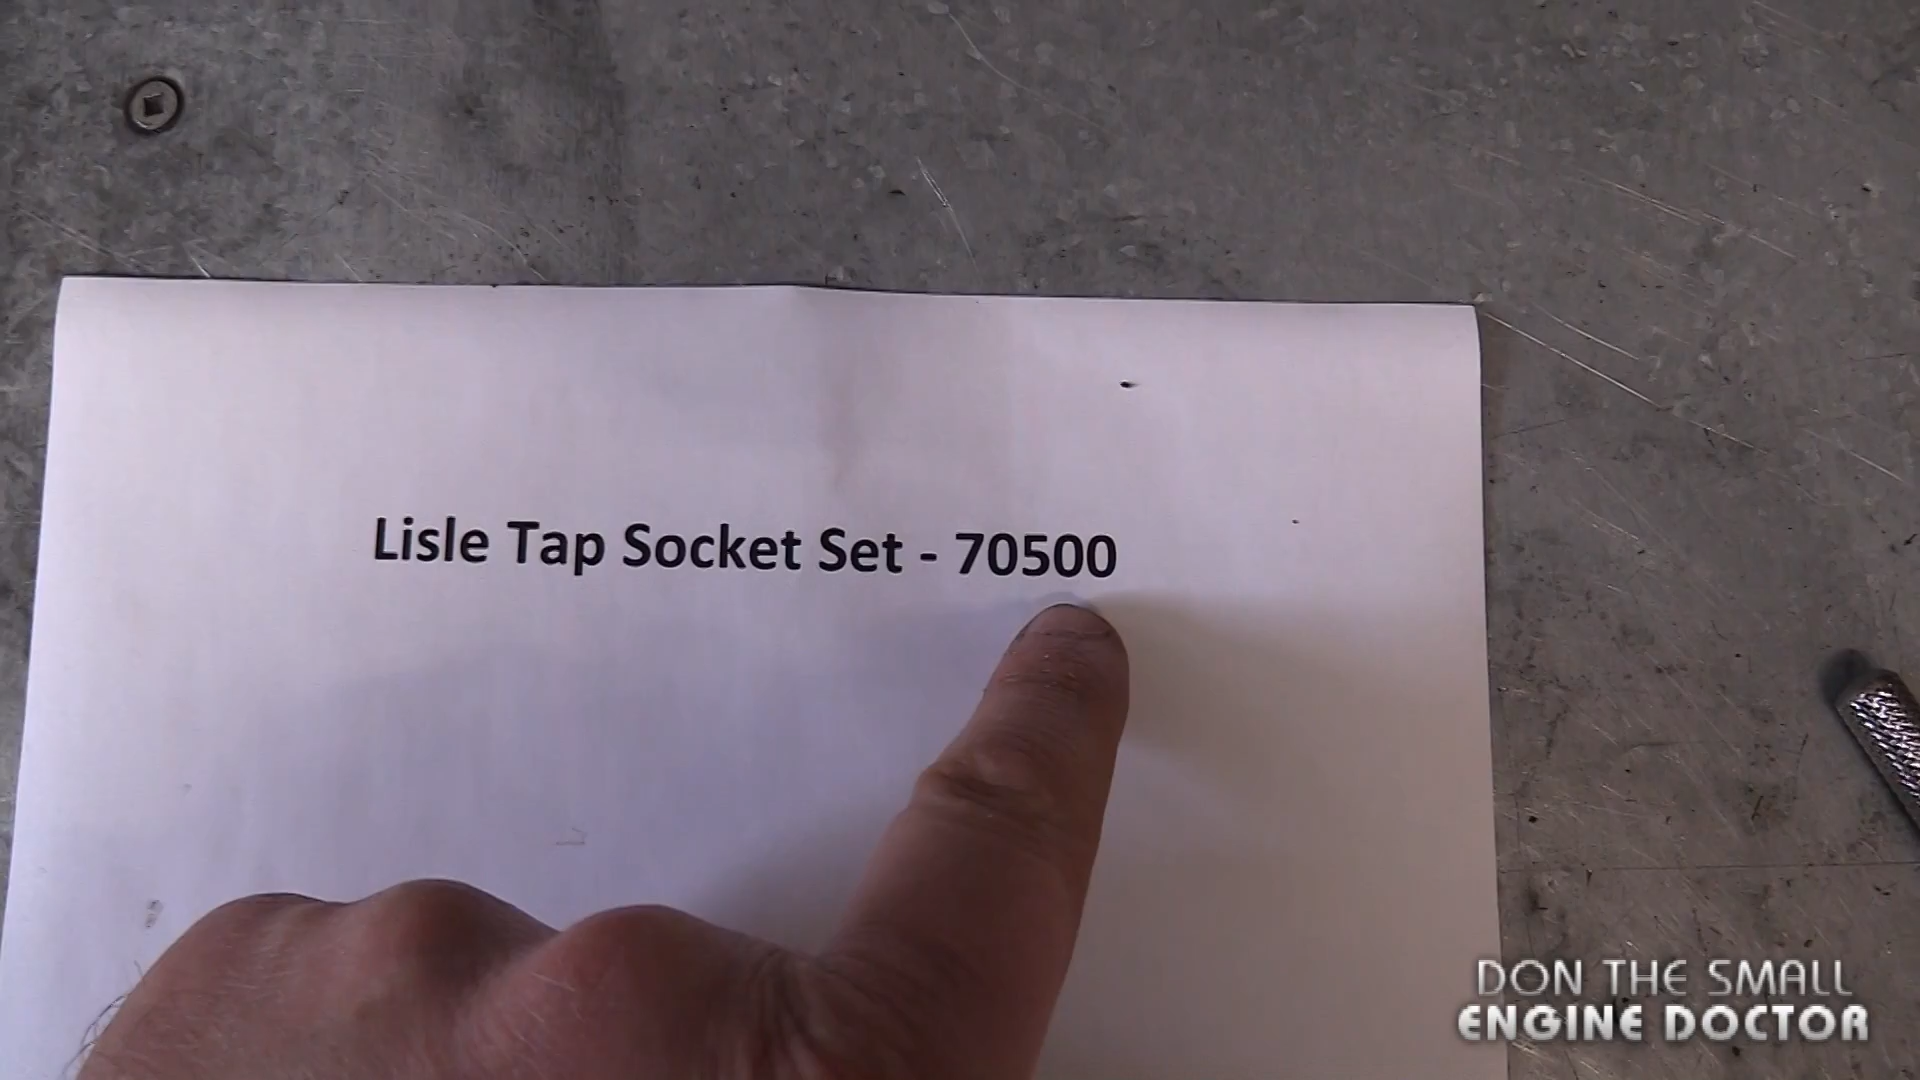 Lisle Tap Socket Set - 70500
DON THE SMALL
ENGINE DOCTOR